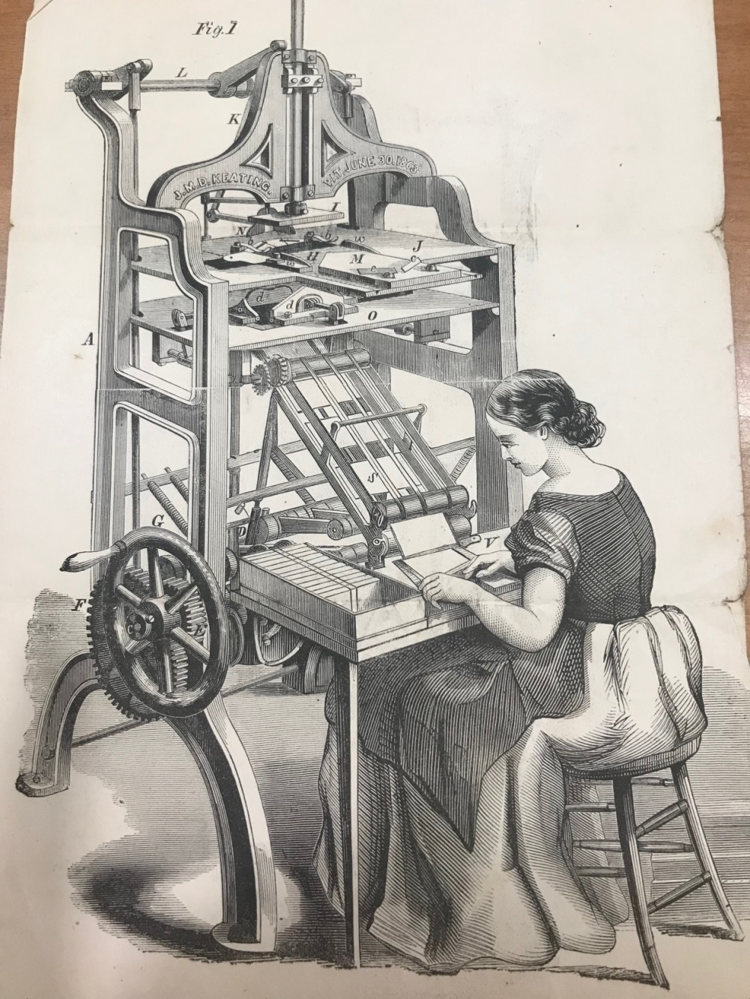 Fig. 1
L
K
J. M. D. KEATING.
PAT JUNE. 30. 1863
I
N
b
b
w
J
H
M
c
w
c
d
d
O
A
S
G
D
V
F
E
C